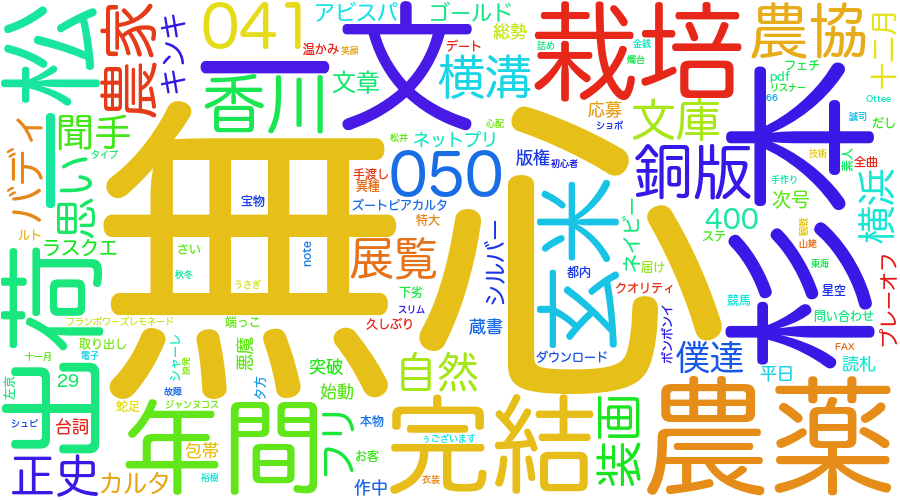 松
農家
キンキ
041
アビスパ
ゴールド
総勢
温かみ
笑顔
文章
一
香川
文
デート
横溝
詰め
金銭
燭台
栽培
農協
十二月
フェチ
pdf
リスナー
66
Ottee
バディ
聞手
タイプ
思い
無
心
心配
松井
ネットプリ
応募
ショボ
文庫
版権
初心者
銅版
本
誠司
だし
素人
技術
全曲
手作り
次号
横浜
二
ラスクエ
ルト
宝物
手渡し
異種
050
ズートピアカルタ
特大
玄米
ネイビー
400
ステ
山姥
東海
荷
さい
秋冬
note
展覧
シルバー
都内
届け
クオリティ
杉
星空
競馬
プレーオフ
うさぎ
下劣
スリム
久しぶり
蔵書
ダウンロード
ボンボンイ
問い合わせ
フランボワーズレモネード
端っこ
取り出し
十一月
電子
シャーレ
悪魔
突破
始動
自然
僕達
FAX
読札
平日
出
29
左京
故障
夕方
蛇足
ジャンヌコス
シュピ
台詞
年間
フリ
本物
完結
装画
農薬
包帯
お客
ぅございます
正史
カルタ
裕樹
作中
衣装